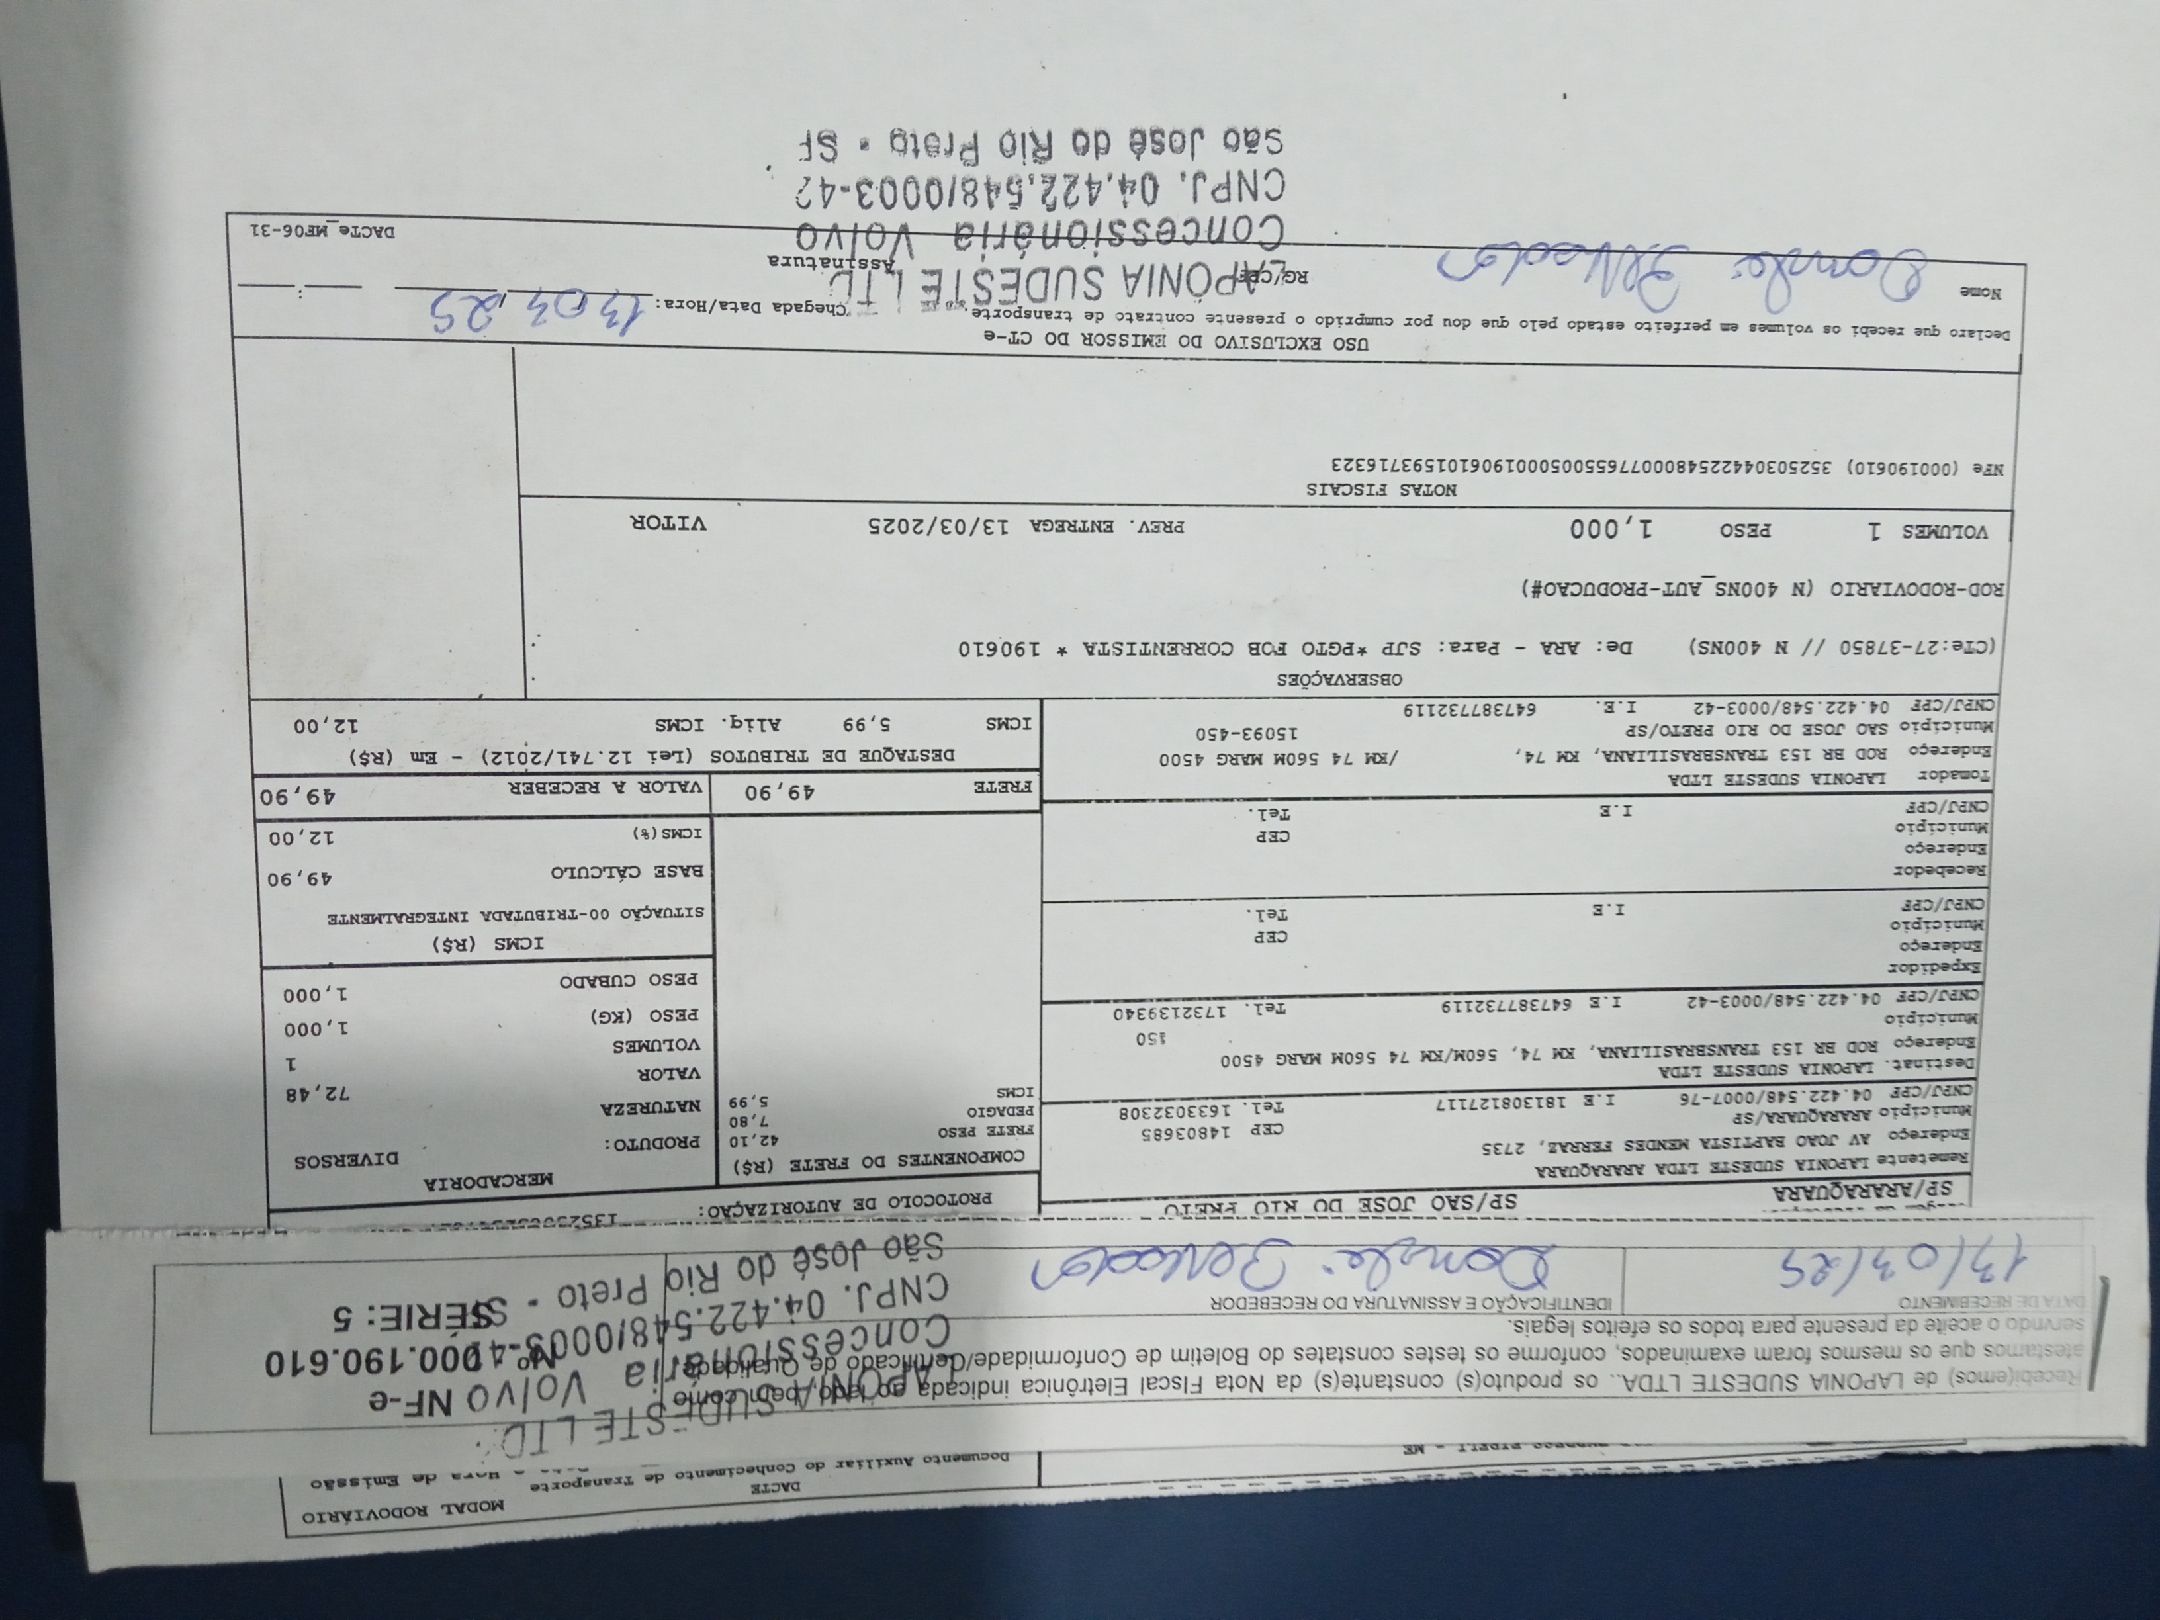 MODAL RODOVIÁRIO
DACTE
Documento Auxiliar do Conhecimento de Transporte
Hora de Emissão
Recebi(emos) de LAPONIA SUDESTE LTDA.. os produto(s) constante(s) da Nota Fiscal Eletrônica indicada ao lado, bem como
atestamos que os mesmos foram examinados, conforme os testes constates do Boletim de Conformidade/Certificado de Qualidade,
servindo o aceite da presente para todos os efeitos legais.
DATA DE RECEBIMENTO
IDENTIFICAÇÃO E ASSINATURA DO RECEBEDOR
13/03/25
NF-e
Nº 000.190.610
SÉRIE: 5
LAPÔNIA SUDESTE LTD
Concessionária Volvo
CNPJ. 04.422.548/0003-4
São José do Rio Preto - S
SP/ARARAQUARA
SP/SAO JOSE DO RIO PRETO
PROTOCOLO DE AUTORIZAÇÃO:
Remetente LAPONIA SUDESTE LTDA ARARAQUARA
Endereço AV JOAO BAPTISTA MENDES FERRAZ, 2735
Município ARARAQUARA/SP CEP 14803685
CNPJ/CPF 04.422.548/0007-76 I.E 181308127117 Tel. 1633032308
Destinat. LAPONIA SUDESTE LTDA
Endereço ROD BR 153 TRANSBRASILIANA, KM 74, 560M/KM 74 560M MARG 4500
Município 150
CNPJ/CPF 04.422.548/0003-42 I.E 647387732119 Tel. 1732139340
Expedidor
Endereço
Município CEP
CNPJ/CPF I.E Tel.
Recebedor
Endereço
Município CEP
CNPJ/CPF I.E Tel.
Tomador LAPONIA SUDESTE LTDA
Endereço ROD BR 153 TRANSBRASILIANA, KM 74, /KM 74 560M MARG 4500
Município SAO JOSE DO RIO PRETO/SP 15093-450
CNPJ/CPF 04.422.548/0003-42 I.E. 647387732119
COMPONENTES DO FRETE (R$)
FRETE PESO 42,10
PEDAGIO 7,80
ICMS 5,99
MERCADORIA
PRODUTO: DIVERSOS
NATUREZA
VALOR 72,48
VOLUMES 1
PESO (KG) 1,000
PESO CUBADO 1,000
ICMS (R$)
SITUAÇÃO 00-TRIBUTADA INTEGRALMENTE
BASE CÁLCULO 49,90
ICMS(%) 12,00
FRETE 49,90
VALOR A RECEBER 49,90
DESTAQUE DE TRIBUTOS (Lei 12.741/2012) - Em (R$)
ICMS 5,99 Aliq. ICMS 12,00
OBSERVAÇÕES
(CTe:27-37850 // N 400NS) De: ARA - Para: SJP *PGTO FOB CORRENTISTA * 190610
ROD-RODOVIARIO (N 400NS_AUT-PRODUCAO#)
VOLUMES 1 PESO 1,000 PREV. ENTREGA 13/03/2025 VITOR
NOTAS FISCAIS
NFe (000190610) 35250304422548000776550050001906101593716323
USO EXCLUSIVO DO EMISSOR DO CT-e
Declaro que recebi os volumes em perfeito estado pelo que dou por cumprido o presente contrato de transporte.
Chegada Data/Hora: 13 03 25
Nome
RG/CPF
Assinatura
DACTe_MF06-31
LAPÔNIA SUDESTE LTD
Concessionária Volvo
CNPJ. 04.422.548/0003-42
São José do Rio Preto - SF